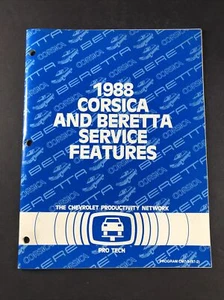 1988
CORSICA
AND BERETTA
SERVICE
FEATURES
THE CHEVROLET PRODUCTIVITY NETWORK
PRO TECH